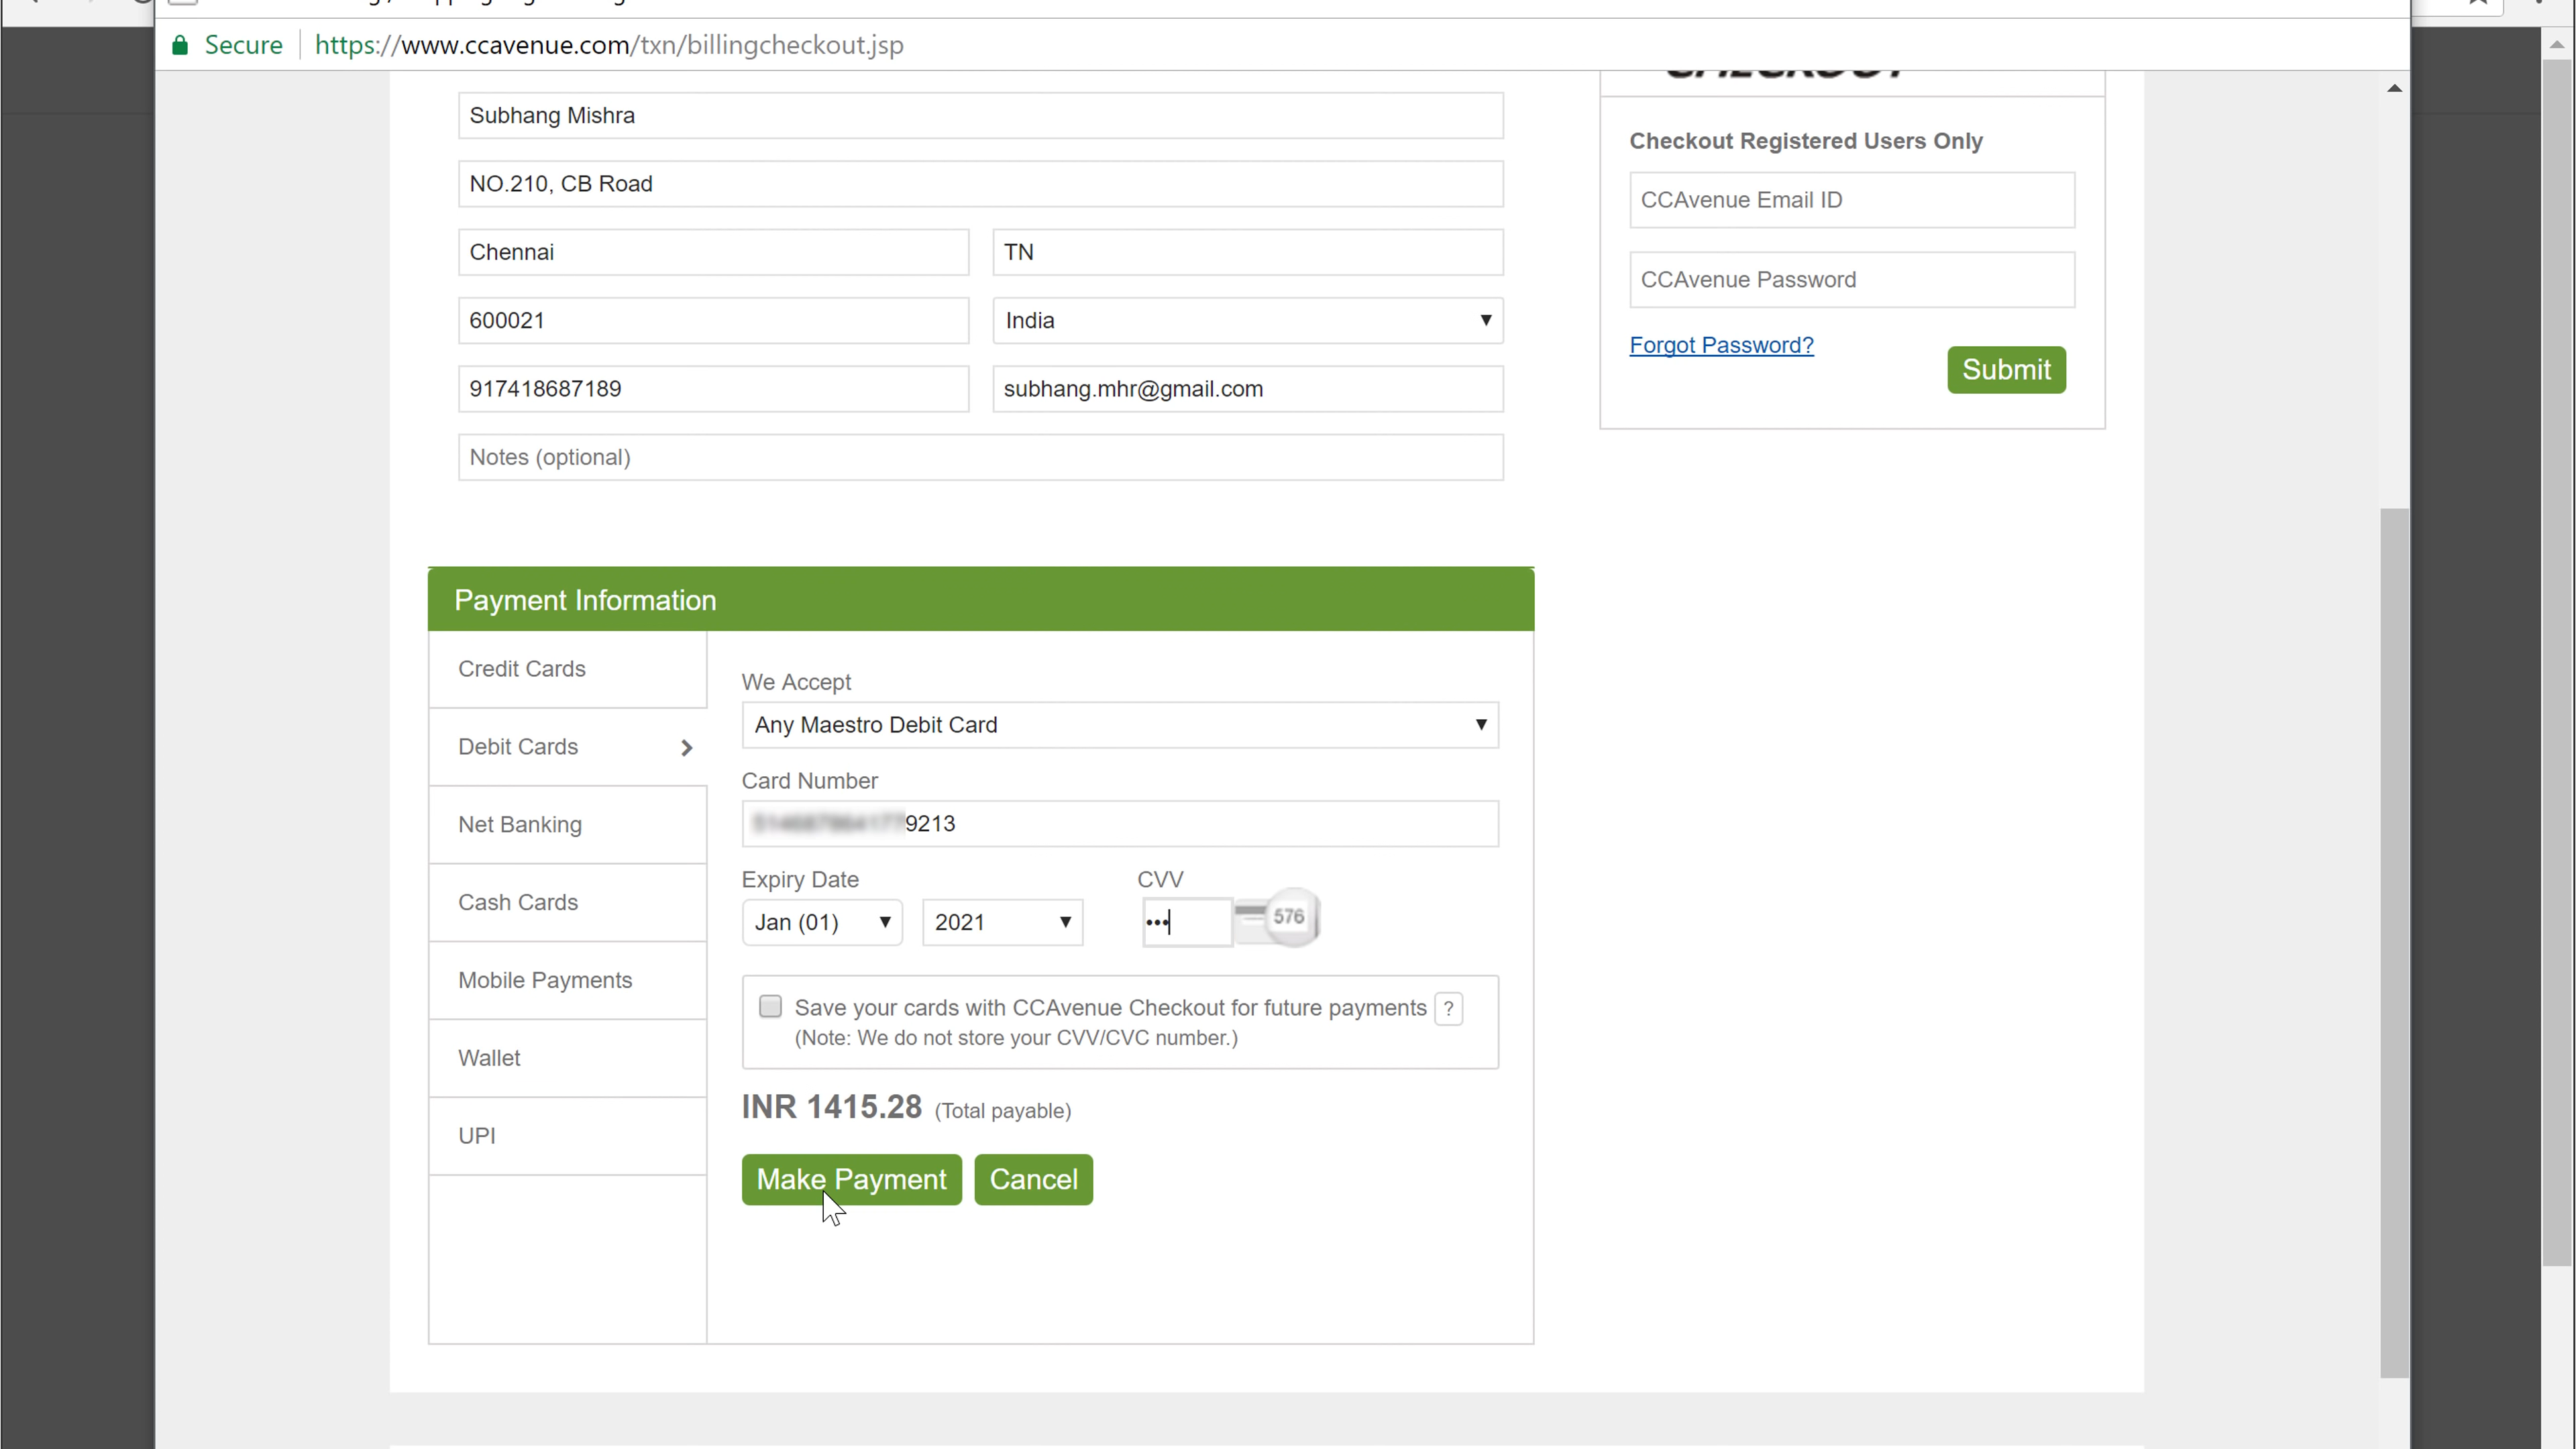 Secure https://www.ccavenue.com/txn/billingcheckout.jsp
Subhang Mishra
NO.210, CB Road
Chennai TN
600021 India
917418687189 subhang.mhr@gmail.com
Notes (optional)
Checkout Registered Users Only
CCAvenue Email ID
CCAvenue Password
Forgot Password?
Submit
Payment Information
Credit Cards
Debit Cards
Net Banking
Cash Cards
Mobile Payments
Wallet
UPI
We Accept
Any Maestro Debit Card
Card Number
9213
Expiry Date CVV
Jan (01) 2021 ••• 576
Save your cards with CCAvenue Checkout for future payments ?
(Note: We do not store your CVV/CVC number.)
INR 1415.28 (Total payable)
Make Payment Cancel